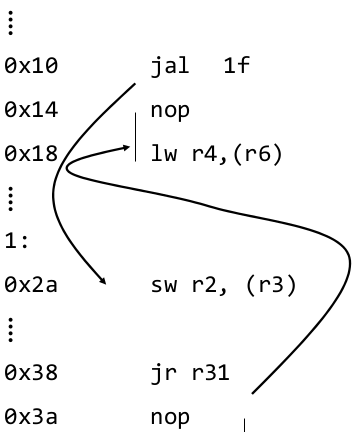 ⋮
0x10 jal 1f
0x14 nop
0x18 lw r4,(r6)
⋮
1:
0x2a sw r2, (r3)
⋮
0x38 jr r31
0x3a nop